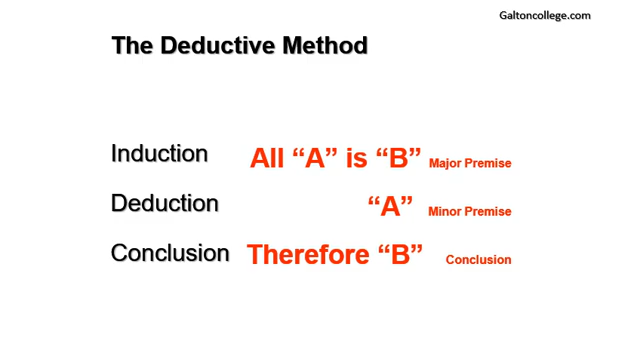 Galtoncollege.com
The Deductive Method
Induction All “A” is “B” Major Premise
Deduction “A” Minor Premise
Conclusion Therefore “B” Conclusion